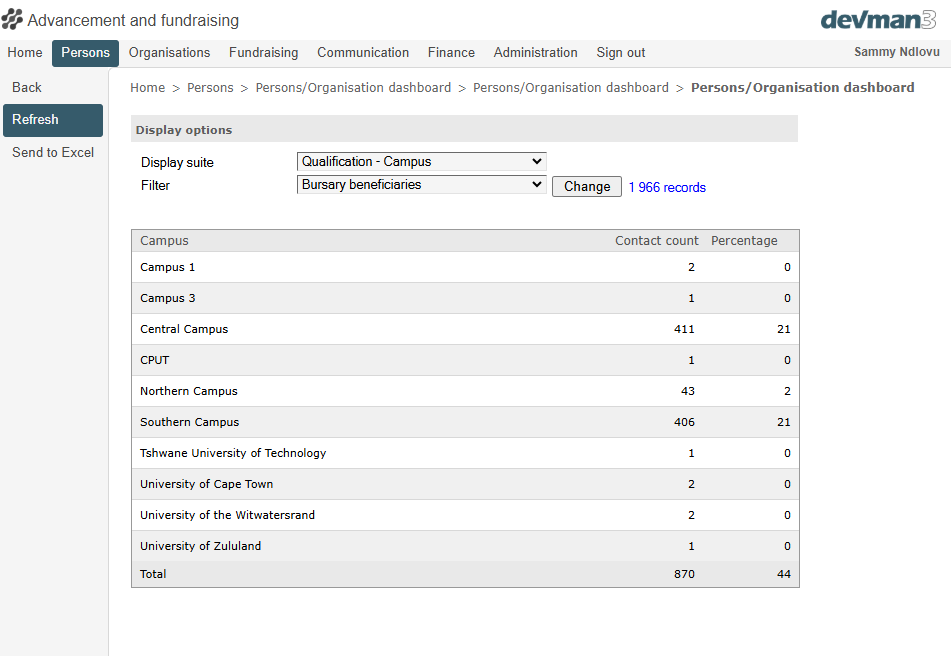 Advancement and fundraising
devman3
Home Persons Organisations Fundraising Communication Finance Administration Sign out Sammy Ndlovu
Back
Refresh
Send to Excel
Home > Persons > Persons/Organisation dashboard > Persons/Organisation dashboard > Persons/Organisation dashboard
Display options
Display suite Qualification - Campus
Filter Bursary beneficiaries Change 1 966 records
Campus Contact count Percentage
Campus 1 2 0
Campus 3 1 0
Central Campus 411 21
CPUT 1 0
Northern Campus 43 2
Southern Campus 406 21
Tshwane University of Technology 1 0
University of Cape Town 2 0
University of the Witwatersrand 2 0
University of Zululand 1 0
Total 870 44